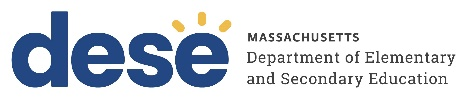 dese
MASSACHUSETTS
Department of Elementary
and Secondary Education